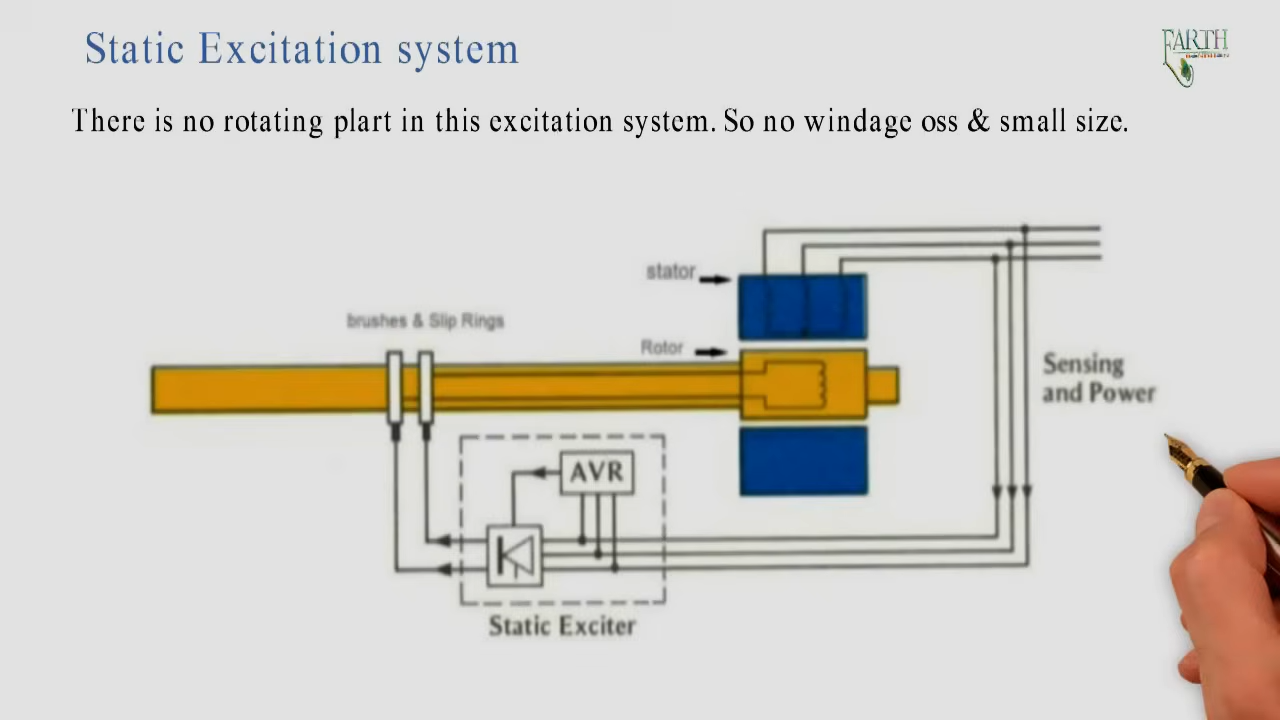 Static Excitation system
EARTH
There is no rotating plart in this excitation system. So no windage oss & small size.
stator
brushes & Slip Rings
Rotor
Sensing
and Power
AVR
Static Exciter